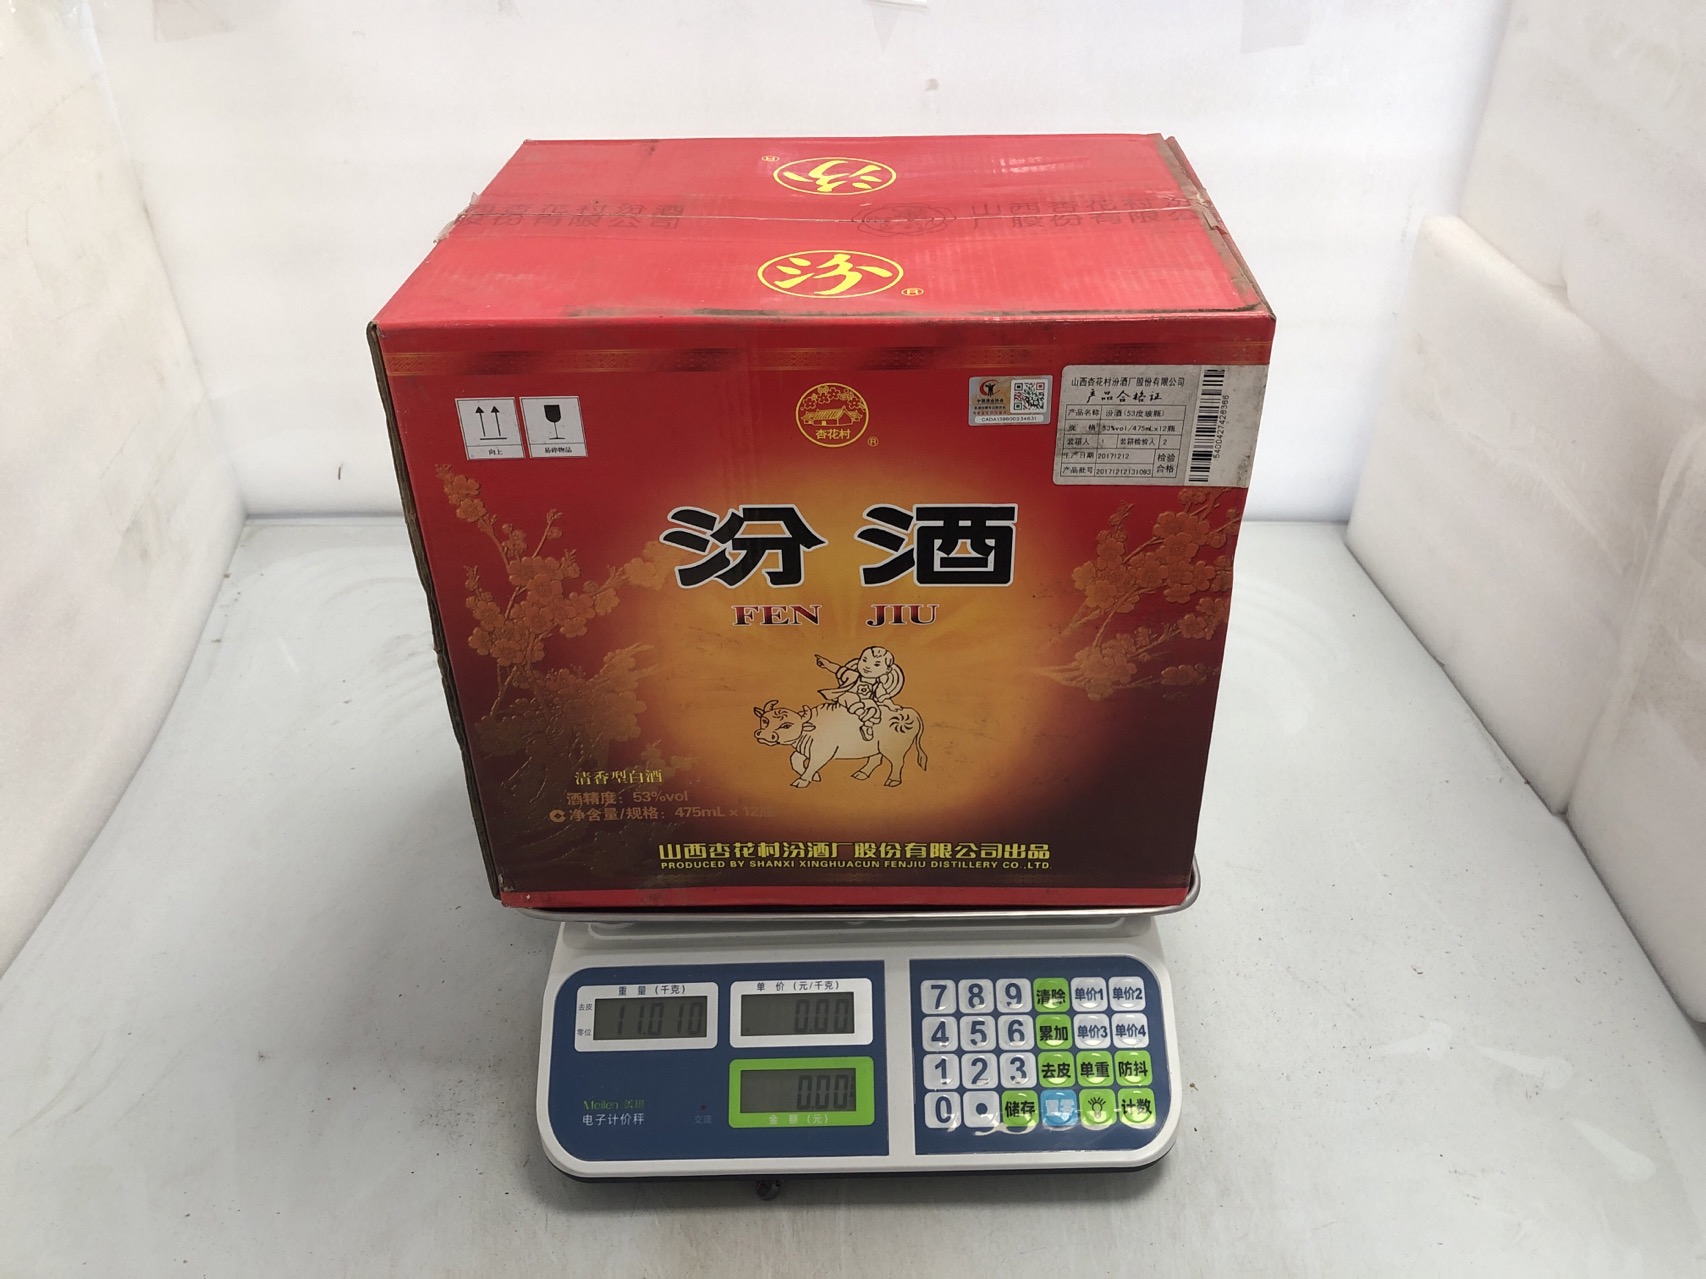 汾
®
山西杏花村汾酒
厂股份有限公司
汾
®
向上
易碎物品
杏花村
®
CADA139600234631
山西杏花村汾酒厂股份有限公司
产品合格证
产品名称 汾酒(53度玻瓶)
规 格 53%vol/475mL×12瓶
装箱人 1 装箱检验人 2
生产日期 20171212 检验
产品批号 20171212131093 合格
汾酒
FEN JIU
清香型白酒
酒精度：53%vol
净含量/规格：475mL×12瓶
山西杏花村汾酒厂股份有限公司出品
PRODUCED BY SHANXI XINGHUACUN FENJIU DISTILLERY CO.,LTD.
重量(千克)
单价(元/千克)
去皮
零位
11.010
0.00
0.00
金额(元)
Meilen
电子计价秤
交流
7 8 9 清除 单价1 单价2
4 5 6 累加 单价3 单价4
1 2 3 去皮 单重 防抖
0 . 储存 计数